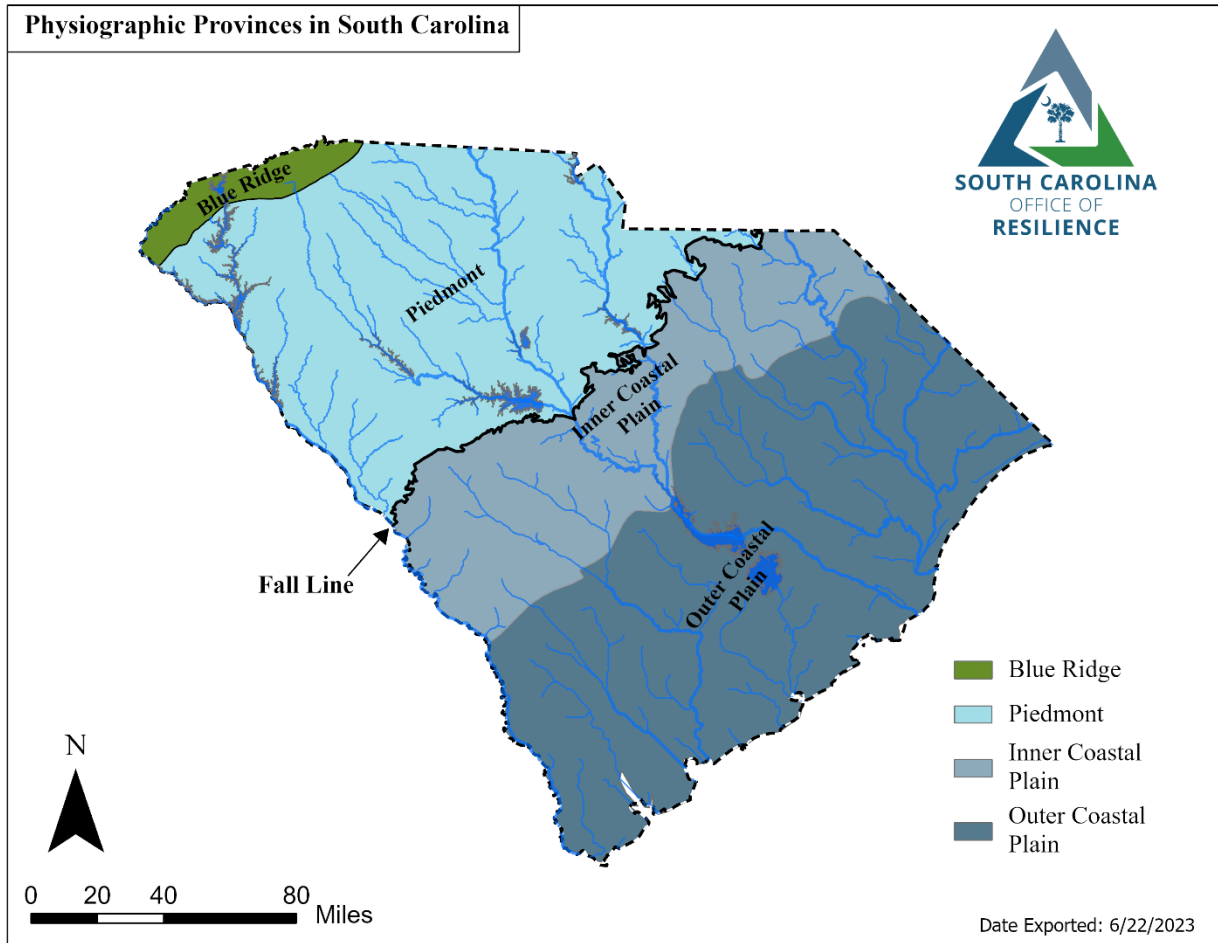 Physiographic Provinces in South Carolina
SOUTH CAROLINA
OFFICE OF
RESILIENCE
Blue Ridge
Piedmont
Inner Coastal
Plain
Outer Coastal
Plain
Fall Line
Blue Ridge
Piedmont
Inner Coastal
Plain
Outer Coastal
Plain
N
0 20 40 80 Miles
Date Exported: 6/22/2023